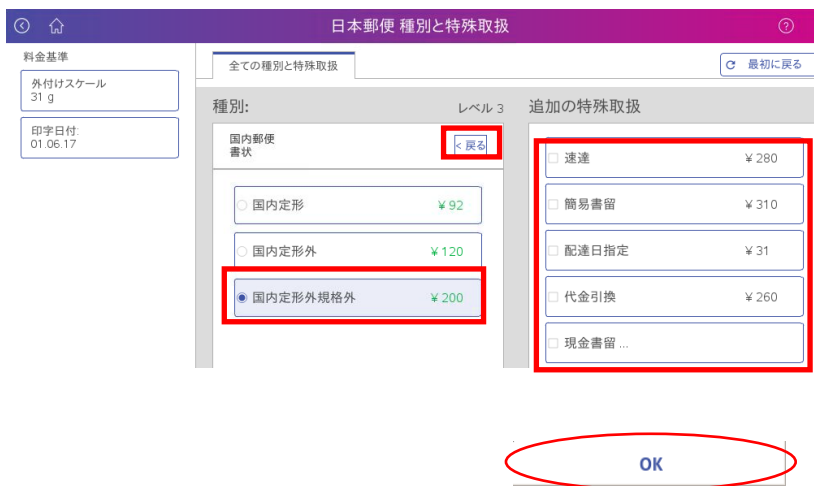 日本郵便 種別と特殊取扱
料金基準
外付けスケール
31 g
印字日付:
01.06.17
全ての種別と特殊取扱
最初に戻る
種別:
レベル 3
国内郵便
書状
< 戻る
国内定形 ¥ 92
国内定形外 ¥ 120
国内定形外規格外 ¥ 200
追加の特殊取扱
速達 ¥ 280
簡易書留 ¥ 310
配達日指定 ¥ 31
代金引換 ¥ 260
現金書留 ...
OK